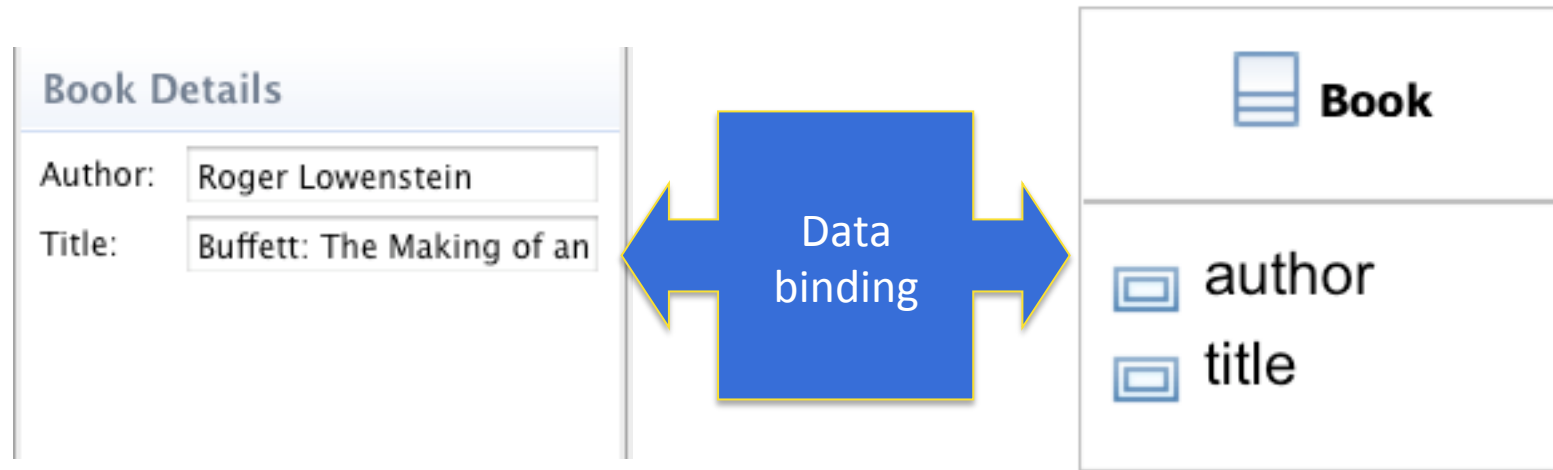 Book Details
Author: Roger Lowenstein
Title: Buffett: The Making of an
Data
binding
Book
author
title